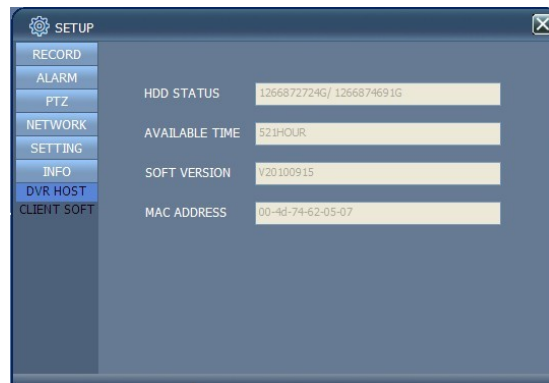 SETUP
RECORD
ALARM
PTZ
NETWORK
SETTING
INFO
DVR HOST
CLIENT SOFT
HDD STATUS 1266872724G/ 1266874691G
AVAILABLE TIME 521HOUR
SOFT VERSION V20100915
MAC ADDRESS 00-4d-74-62-05-07